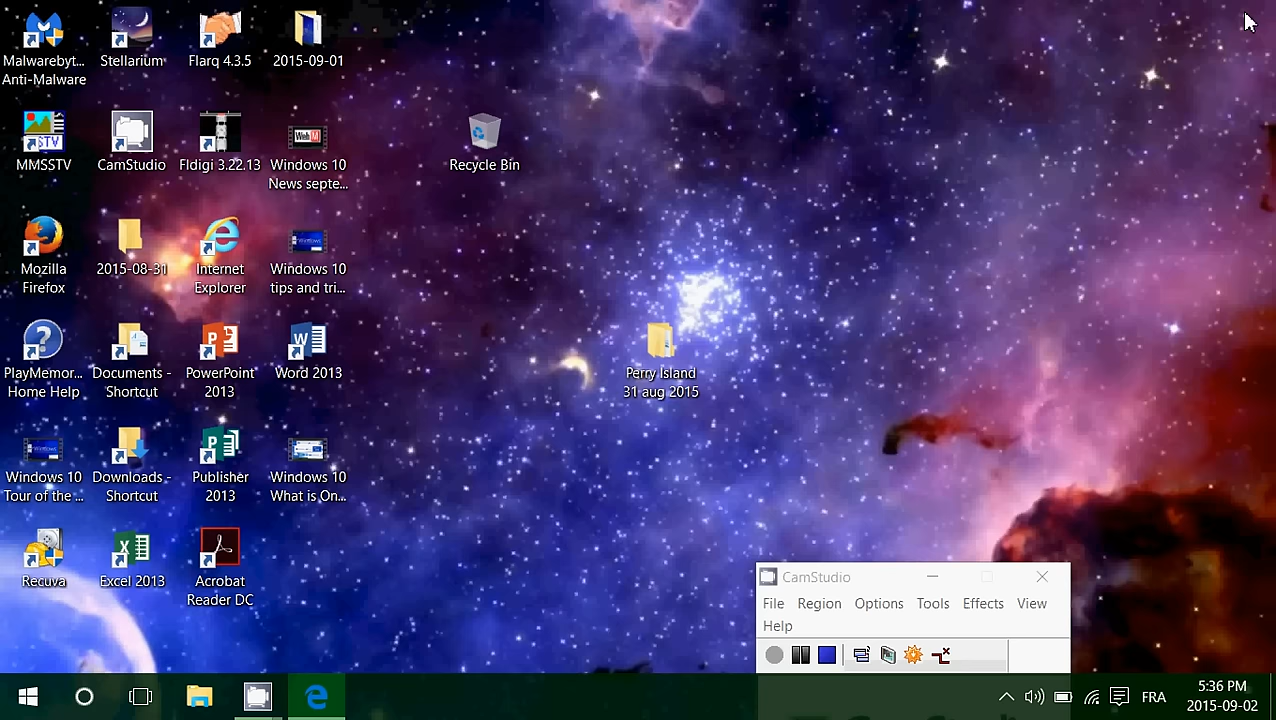 Malwarebyt...
Anti-Malware
Stellarium
Flarq 4.3.5
2015-09-01
MMSSTV
CamStudio
Fldigi 3.22.13
Windows 10
News septe...
Recycle Bin
Mozilla
Firefox
2015-08-31
Internet
Explorer
Windows 10
tips and tri...
PlayMemor...
Home Help
Documents -
Shortcut
PowerPoint
2013
Word 2013
Perry Island
31 aug 2015
Windows 10
Tour of the ...
Downloads -
Shortcut
Publisher
2013
Windows 10
What is On...
Recuva
Excel 2013
Acrobat
Reader DC
CamStudio
File Region Options Tools Effects View
Help
FRA
5:36 PM
2015-09-02